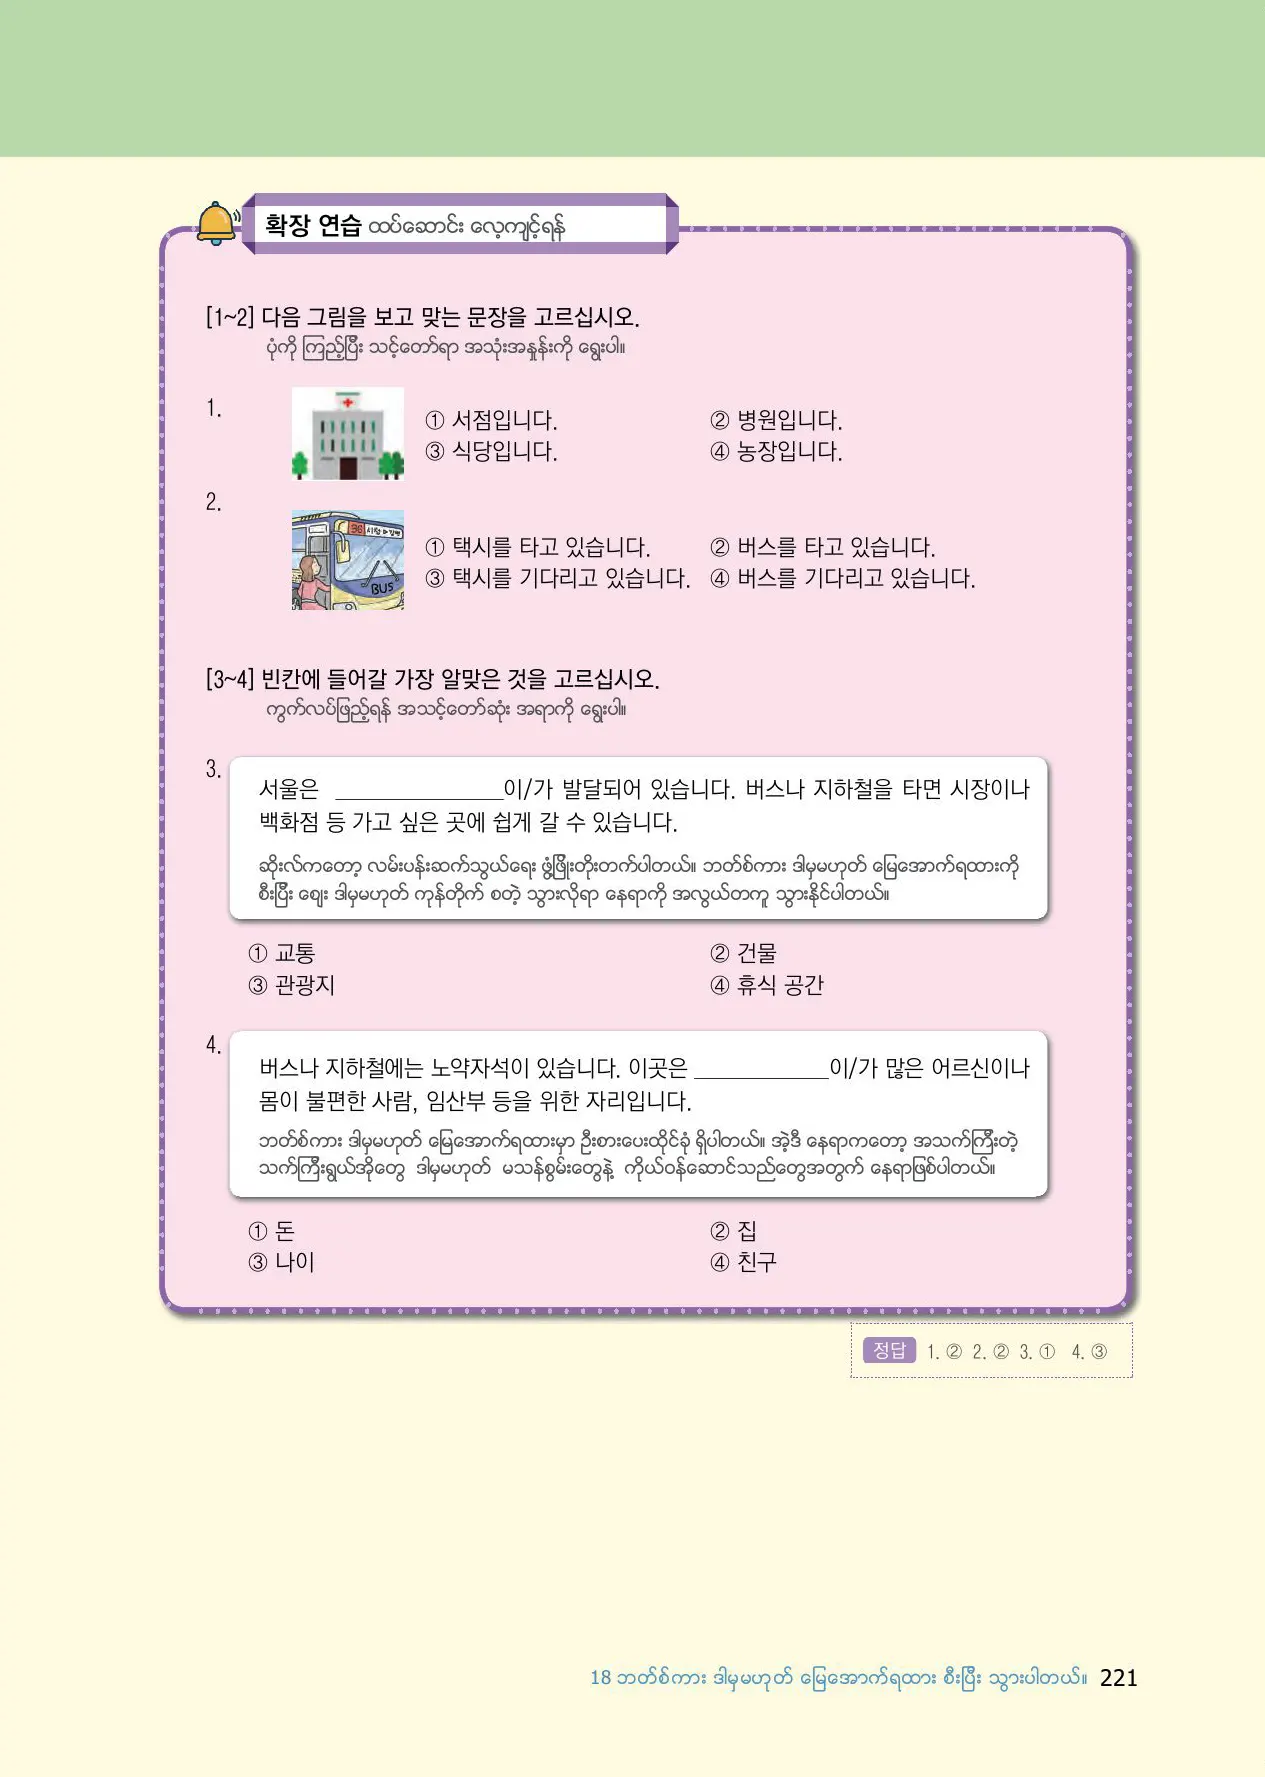 확장 연습 ထပ်ဆောင်း လေ့ကျင့်ရန်
[1~2] 다음 그림을 보고 맞는 문장을 고르십시오.
ပုံကို ကြည့်ပြီး သင့်တော်ရာ အသုံးအနှုန်းကို ရွေးပါ။
1.
① 서점입니다. ② 병원입니다.
③ 식당입니다. ④ 농장입니다.
2.
BUS
① 택시를 타고 있습니다. ② 버스를 타고 있습니다.
③ 택시를 기다리고 있습니다. ④ 버스를 기다리고 있습니다.
[3~4] 빈칸에 들어갈 가장 알맞은 것을 고르십시오.
ကွက်လပ်ဖြည့်ရန် အသင့်တော်ဆုံး အရာကို ရွေးပါ။
3.
서울은 ______________이/가 발달되어 있습니다. 버스나 지하철을 타면 시장이나
백화점 등 가고 싶은 곳에 쉽게 갈 수 있습니다.
ဆိုးလ်ကတော့ လမ်းပန်းဆက်သွယ်ရေး ဖွံ့ဖြိုးတိုးတက်ပါတယ်။ ဘတ်စ်ကား ဒါမှမဟုတ် မြေအောက်ရထားကို
စီးပြီး ဈေး ဒါမှမဟုတ် ကုန်တိုက် စတဲ့ သွားလိုရာ နေရာကို အလွယ်တကူ သွားနိုင်ပါတယ်။
① 교통 ② 건물
③ 관광지 ④ 휴식 공간
4.
버스나 지하철에는 노약자석이 있습니다. 이곳은 ___________이/가 많은 어르신이나
몸이 불편한 사람, 임산부 등을 위한 자리입니다.
ဘတ်စ်ကား ဒါမှမဟုတ် မြေအောက်ရထားမှာ ဦးစားပေးထိုင်ခုံ ရှိပါတယ်။ အဲ့ဒီ နေရာကတော့ အသက်ကြီးတဲ့
သက်ကြီးရွယ်အိုတွေ ဒါမှမဟုတ် မသန်စွမ်းတွေနဲ့ ကိုယ်ဝန်ဆောင်သည်တွေအတွက် နေရာဖြစ်ပါတယ်။
① 돈 ② 집
③ 나이 ④ 친구
정답 1. ② 2. ② 3. ① 4. ③
18 ဘတ်စ်ကား ဒါမှမဟုတ် မြေအောက်ရထား စီးပြီး သွားပါတယ်။ 221